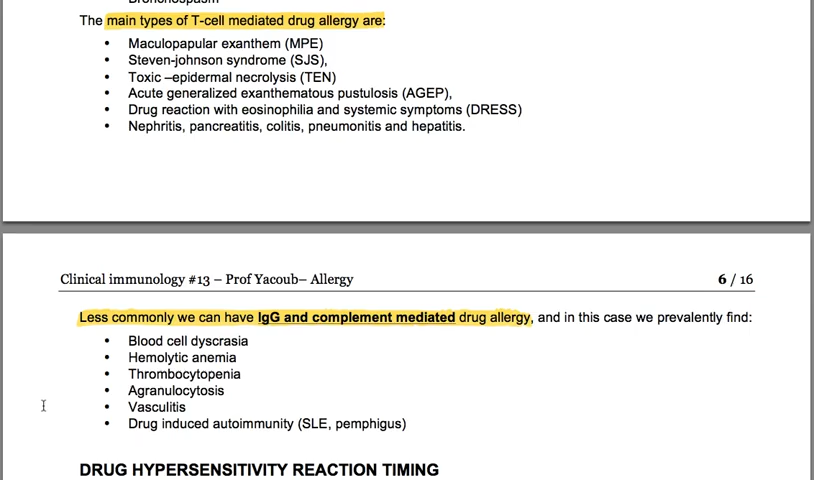 Bronchospasm
The main types of T-cell mediated drug allergy are:
• Maculopapular exanthem (MPE)
• Steven-johnson syndrome (SJS),
• Toxic –epidermal necrolysis (TEN)
• Acute generalized exanthematous pustulosis (AGEP),
• Drug reaction with eosinophilia and systemic symptoms (DRESS)
• Nephritis, pancreatitis, colitis, pneumonitis and hepatitis.
Clinical immunology #13 – Prof Yacoub– Allergy 6 / 16
Less commonly we can have IgG and complement mediated drug allergy, and in this case we prevalently find:
• Blood cell dyscrasia
• Hemolytic anemia
• Thrombocytopenia
• Agranulocytosis
• Vasculitis
• Drug induced autoimmunity (SLE, pemphigus)
DRUG HYPERSENSITIVITY REACTION TIMING